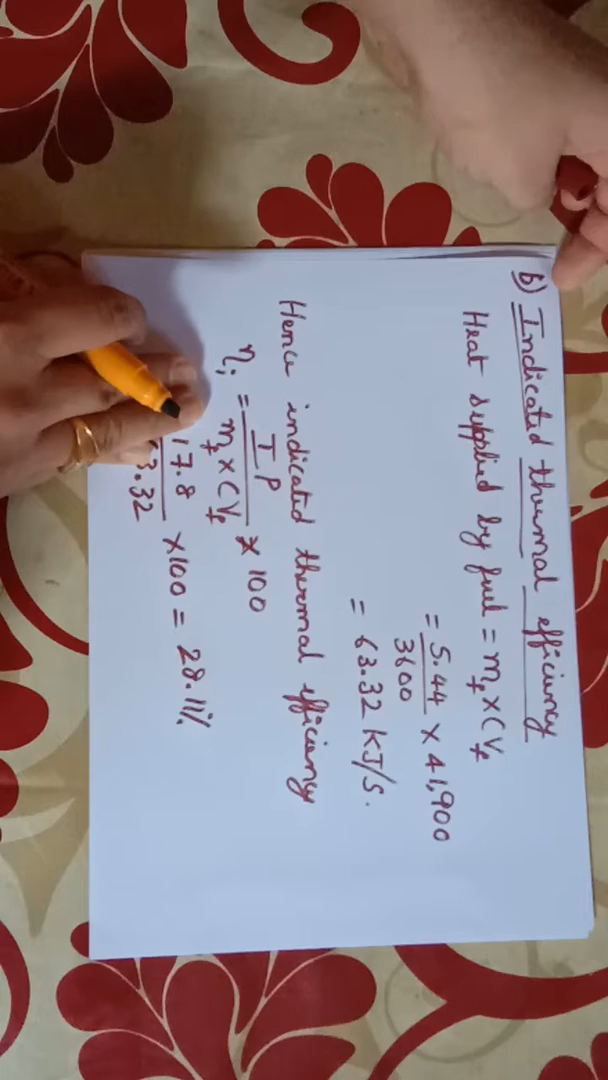 b) Indicated thermal efficiency
Heat supplied by fuel = mf × CVf
= 5.44/3600 × 41,900
= 63.32 KJ/s.
Hence indicated thermal efficiency
ηi = IP/(mf × CVf) × 100
17.8/3.32 × 100 = 28.11%